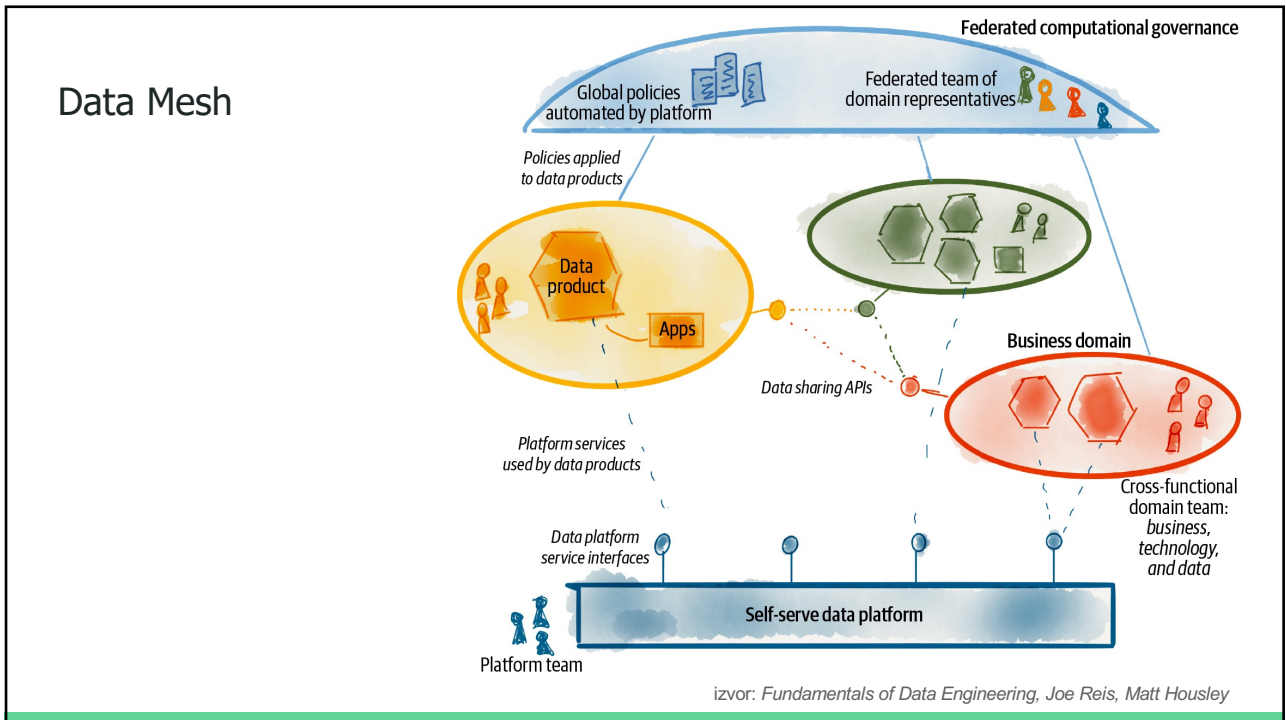 Data Mesh
Federated computational governance
Global policies
automated by platform
Federated team of
domain representatives
Policies applied
to data products
Data
product
Apps
Business domain
Data sharing APIs
Platform services
used by data products
Cross-functional
domain team:
business,
technology,
and data
Data platform
service interfaces
Self-serve data platform
Platform team
izvor: Fundamentals of Data Engineering, Joe Reis, Matt Housley